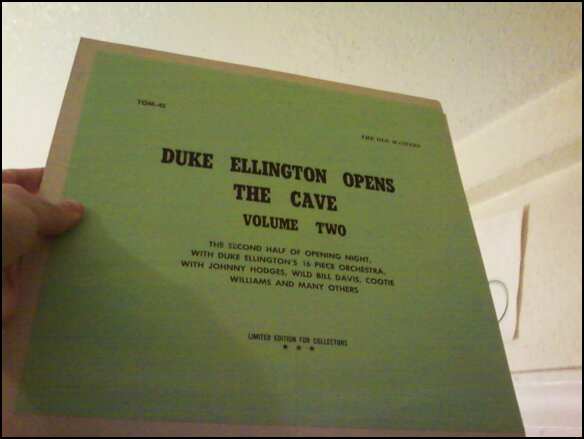 TOM-45
THE OLD MASTERS
DUKE ELLINGTON OPENS
THE CAVE
VOLUME TWO
THE SECOND HALF OF OPENING NIGHT,
WITH DUKE ELLINGTON'S 16 PIECE ORCHESTRA,
WITH JOHNNY HODGES, WILD BILL DAVIS, COOTIE
WILLIAMS AND MANY OTHERS
LIMITED EDITION FOR COLLECTORS
★ ★ ★